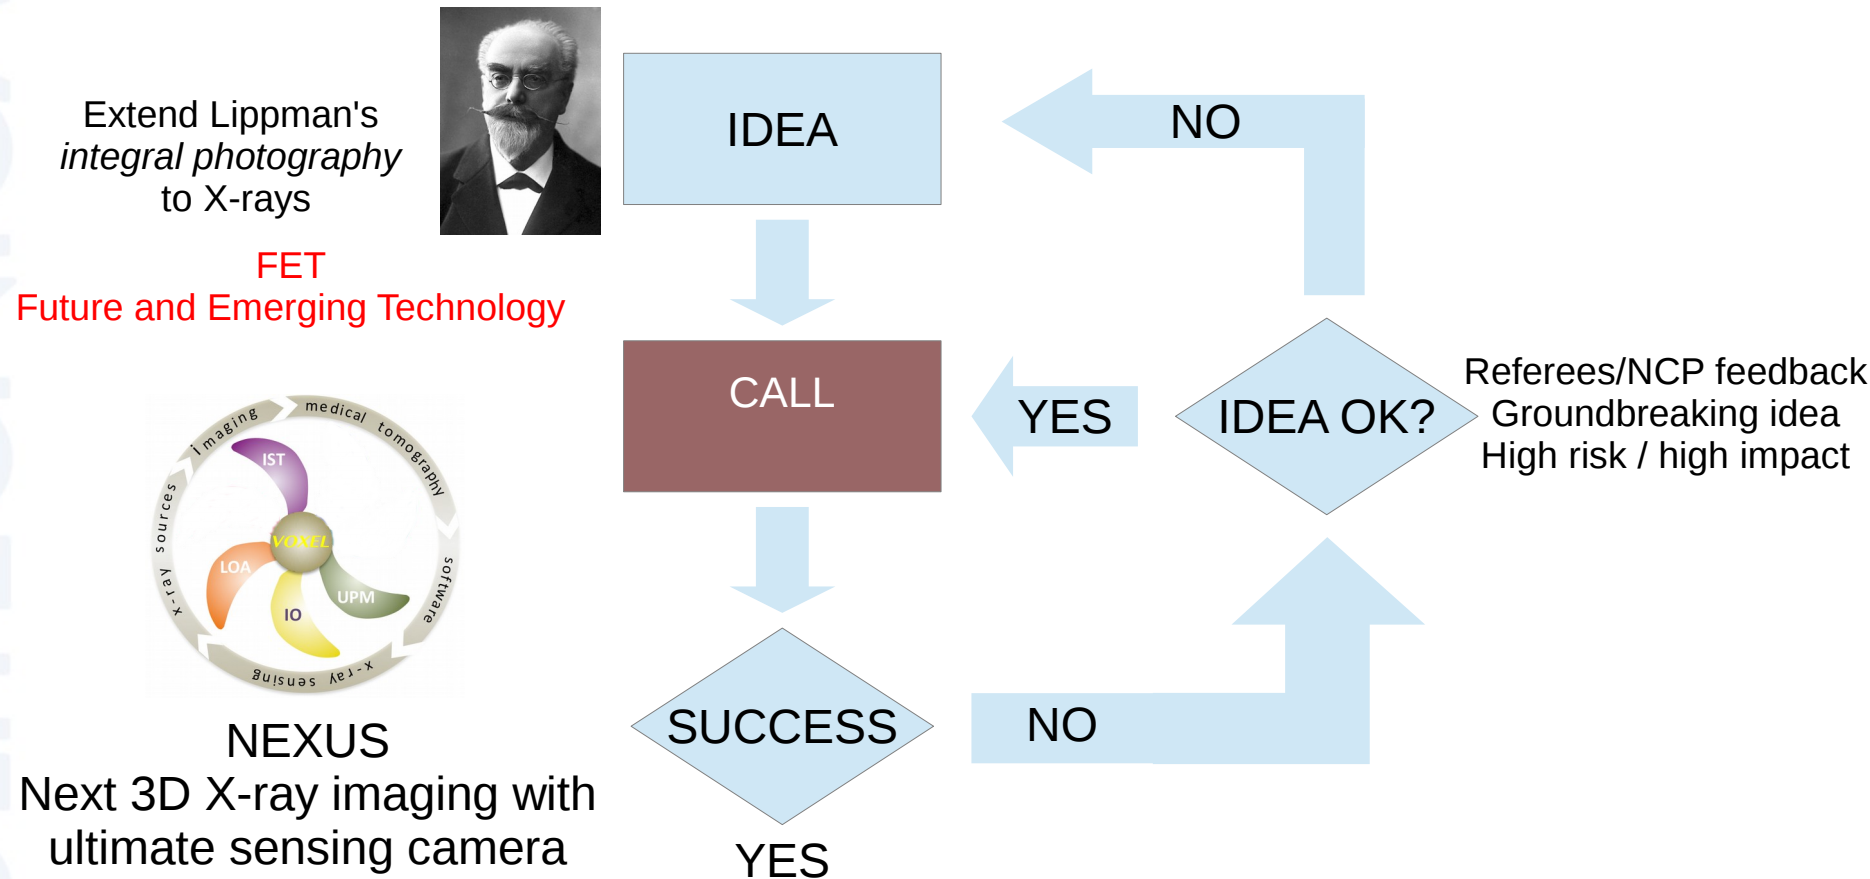 Extend Lippman's
integral photography
to X-rays
FET
Future and Emerging Technology
IDEA
NO
CALL
YES
IDEA OK?
Referees/NCP feedback
Groundbreaking idea
High risk / high impact
imaging
medical tomography
software
x-ray sensing
x-ray sources
IST
VOXEL
LOA
UPM
IO
NEXUS
Next 3D X-ray imaging with
ultimate sensing camera
SUCCESS
NO
YES